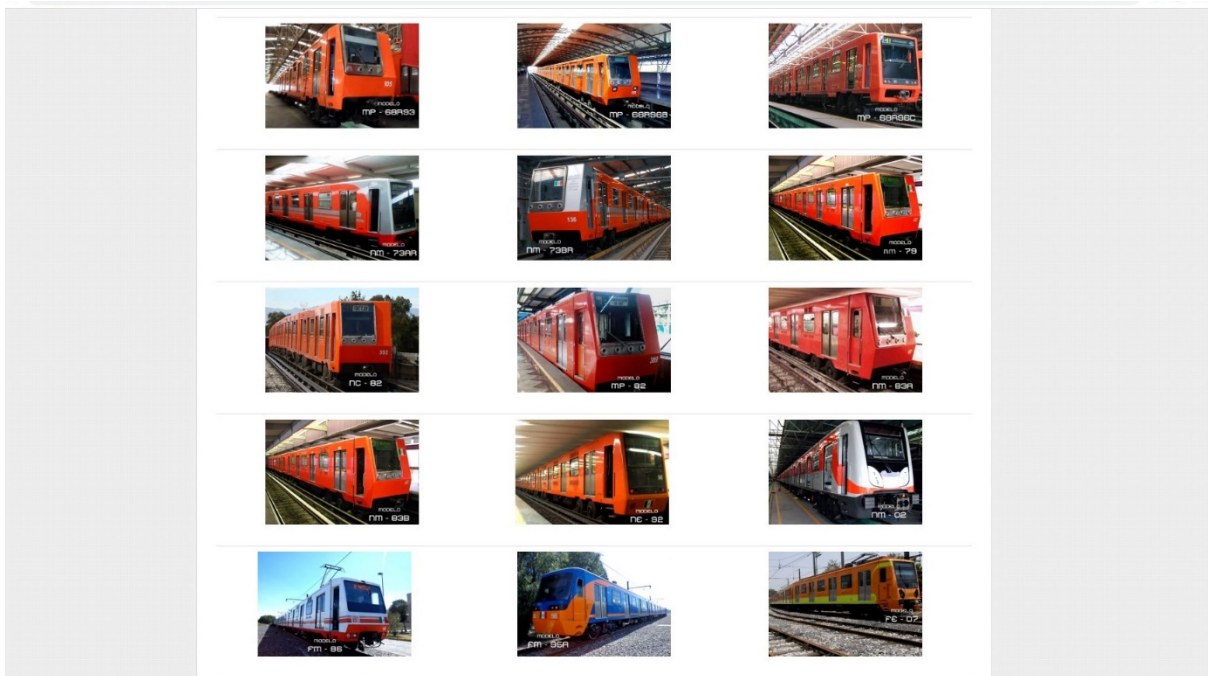 MODELO
MP - 68R93
MODELO
MP - 68R96B
MODELO
MP - 68R96C
MODELO
NM - 73AR
MODELO
NM - 73BR
MODELO
NM - 79
MODELO
NC - 82
MODELO
MP - 82
MODELO
NM - 83A
MODELO
NM - 83B
MODELO
NE - 92
MODELO
NM - 02
MODELO
FM - 86
MODELO
FM - 95A
MODELO
FE - 07